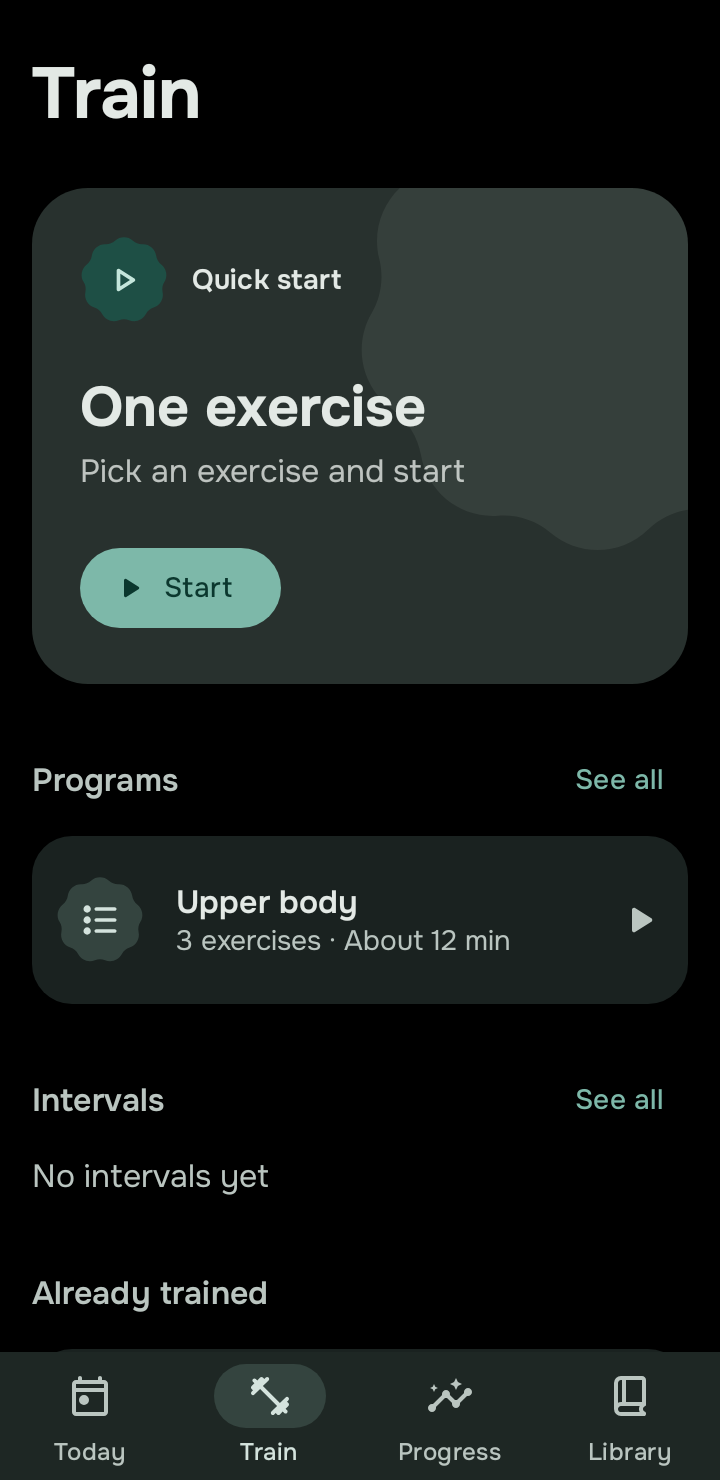 Train
Quick start
One exercise
Pick an exercise and start
Start
Programs
See all
Upper body
3 exercises · About 12 min
Intervals
See all
No intervals yet
Already trained
Today
Train
Progress
Library